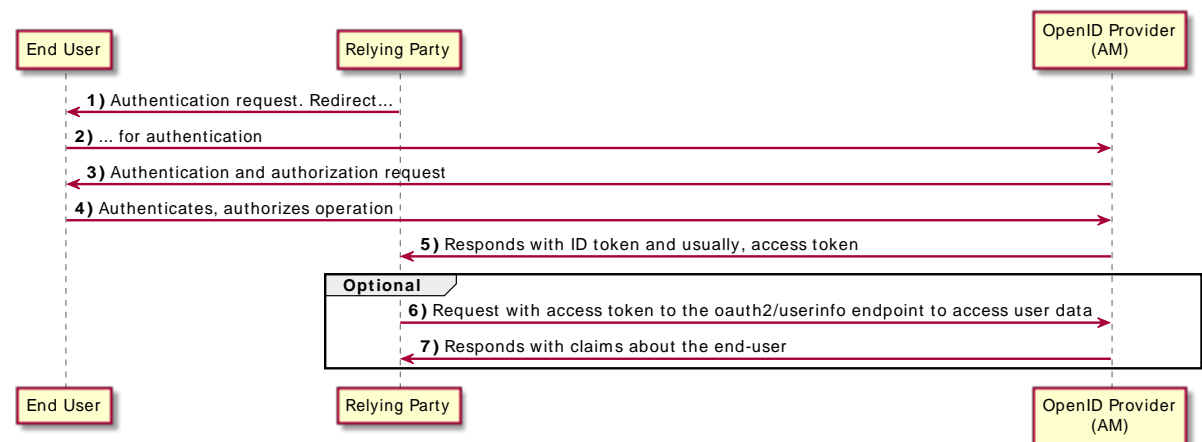 End User
Relying Party
OpenID Provider
(AM)
1) Authentication request. Redirect...
2) ... for authentication
3) Authentication and authorization request
4) Authenticates, authorizes operation
5) Responds with ID token and usually, access token
Optional
6) Request with access token to the oauth2/userinfo endpoint to access user data
7) Responds with claims about the end-user
End User
Relying Party
OpenID Provider
(AM)